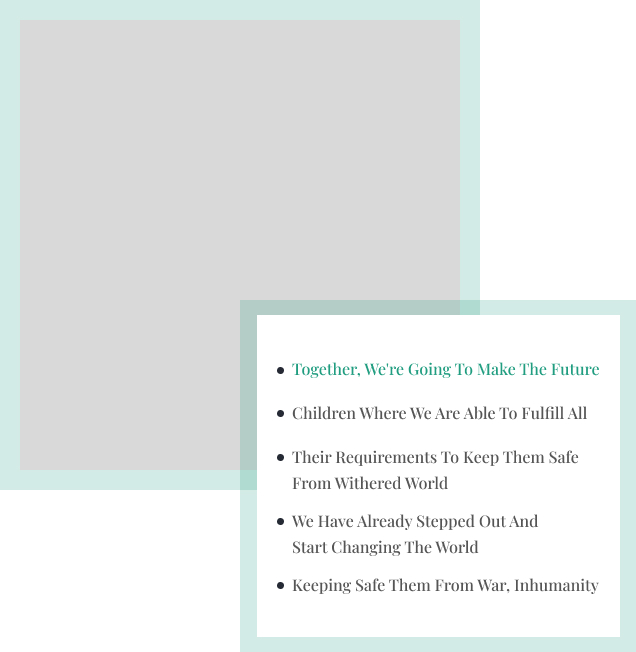 Together, We're Going To Make The Future
Children Where We Are Able To Fulfill All
Their Requirements To Keep Them Safe
From Withered World
We Have Already Stepped Out And
Start Changing The World
Keeping Safe Them From War, Inhumanity